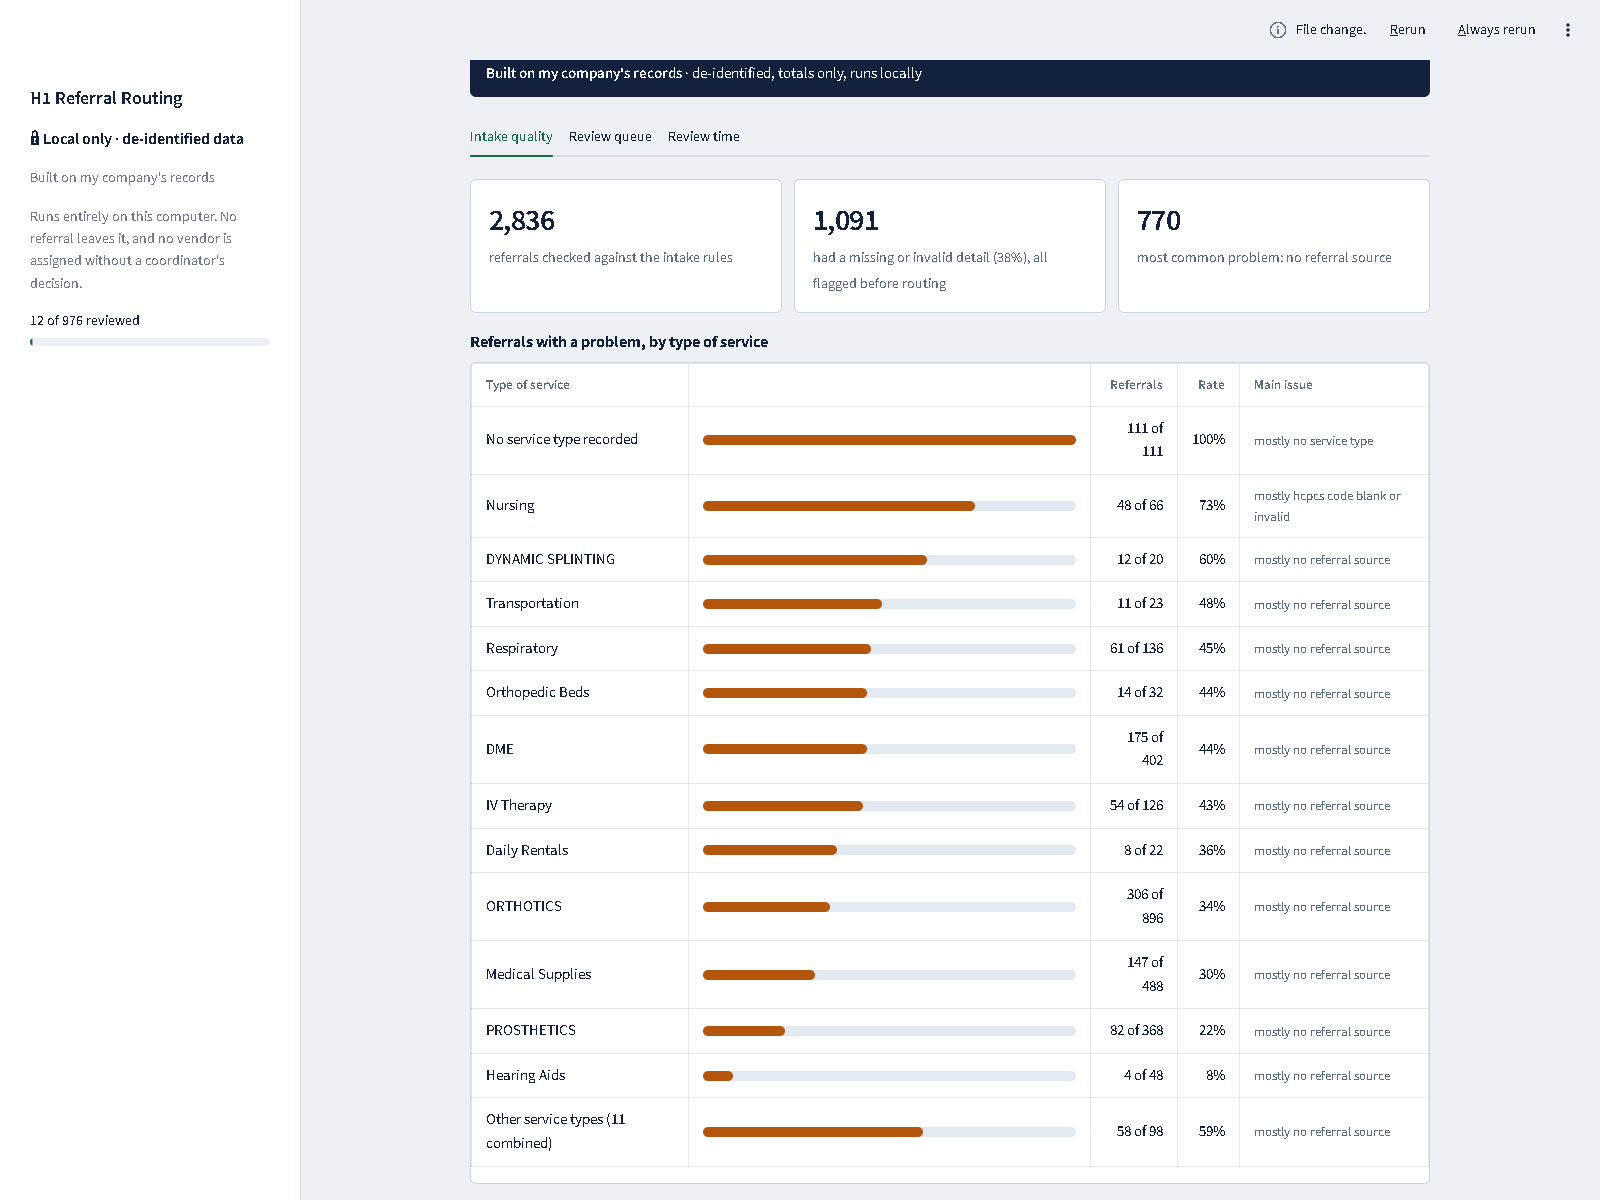 File change.
Rerun
Always rerun
H1 Referral Routing
Local only · de-identified data
Built on my company's records
Runs entirely on this computer. No
referral leaves it, and no vendor is
assigned without a coordinator's
decision.
12 of 976 reviewed
Built on my company's records · de-identified, totals only, runs locally
Intake quality
Review queue
Review time
2,836
referrals checked against the intake rules
1,091
had a missing or invalid detail (38%), all
flagged before routing
770
most common problem: no referral source
Referrals with a problem, by type of service
Type of service Referrals Rate Main issue
No service type recorded 111 of
111 100% mostly no service type
Nursing 48 of 66 73% mostly hcpcs code blank or
invalid
DYNAMIC SPLINTING 12 of 20 60% mostly no referral source
Transportation 11 of 23 48% mostly no referral source
Respiratory 61 of 136 45% mostly no referral source
Orthopedic Beds 14 of 32 44% mostly no referral source
DME 175 of
402 44% mostly no referral source
IV Therapy 54 of 126 43% mostly no referral source
Daily Rentals 8 of 22 36% mostly no referral source
ORTHOTICS 306 of
896 34% mostly no referral source
Medical Supplies 147 of
488 30% mostly no referral source
PROSTHETICS 82 of 368 22% mostly no referral source
Hearing Aids 4 of 48 8% mostly no referral source
Other service types (11
combined) 58 of 98 59% mostly no referral source